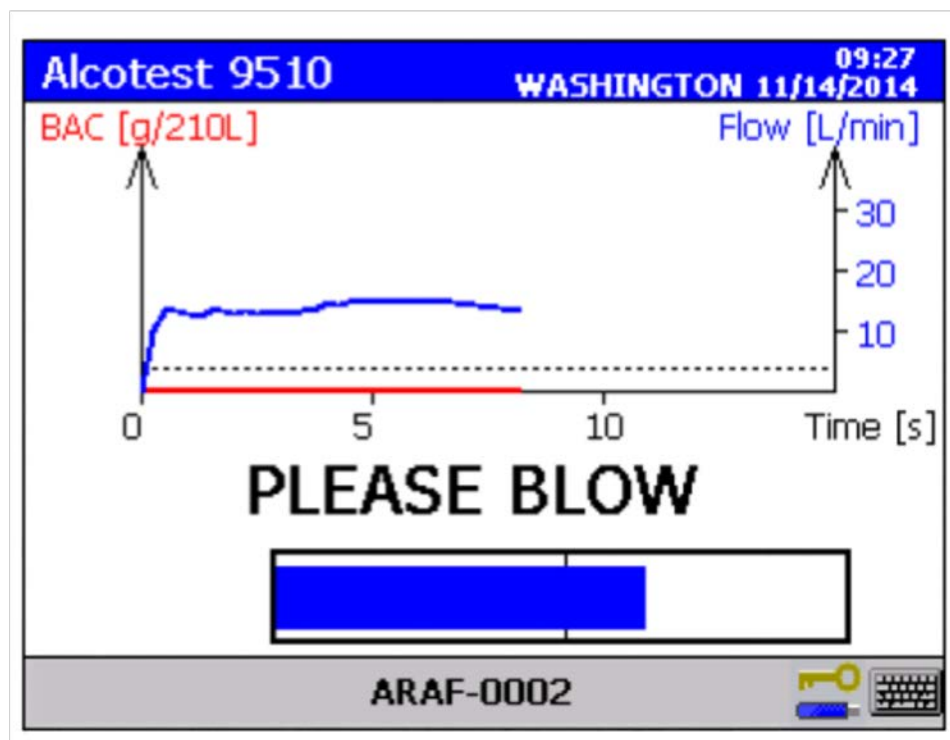 Alcotest 9510
09:27
WASHINGTON 11/14/2014
BAC [g/210L]
Flow [L/min]
30
20
10
0 5 10 Time [s]
PLEASE BLOW
ARAF-0002